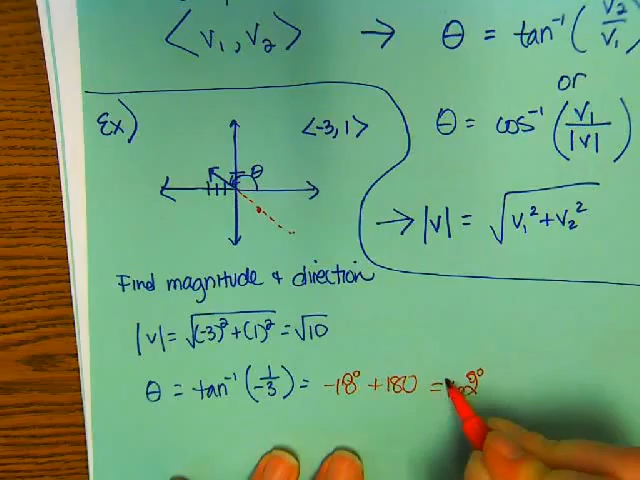 ⟨v₁, v₂⟩ → θ = tan⁻¹(v₂/v₁)
or
θ = cos⁻¹(v₁/|v|)
→ |v| = √(v₁² + v₂²)
Ex) ⟨-3, 1⟩
θ
Find magnitude & direction
|v| = √((-3)² + (1)²) = √10
θ = tan⁻¹(1/-3) = -18° + 180 = 162°